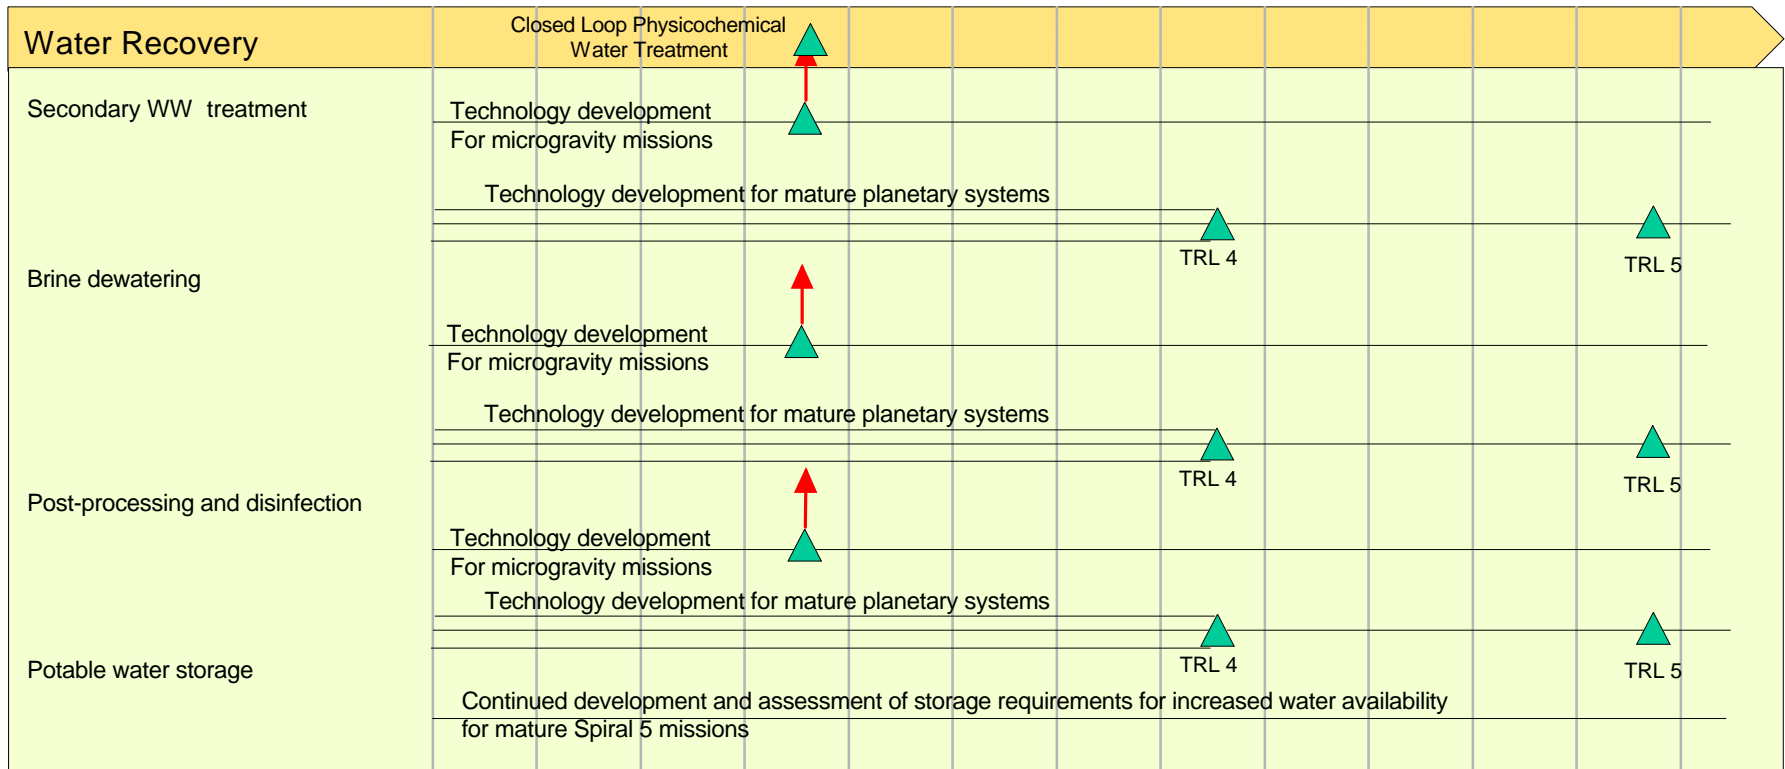 Water Recovery
Closed Loop Physicochemical
Water Treatment
Secondary WW treatment
Technology development
For microgravity missions
Technology development for mature planetary systems
TRL 4
TRL 5
Brine dewatering
Technology development
For microgravity missions
Technology development for mature planetary systems
TRL 4
TRL 5
Post-processing and disinfection
Technology development
For microgravity missions
Technology development for mature planetary systems
TRL 4
TRL 5
Potable water storage
Continued development and assessment of storage requirements for increased water availability
for mature Spiral 5 missions